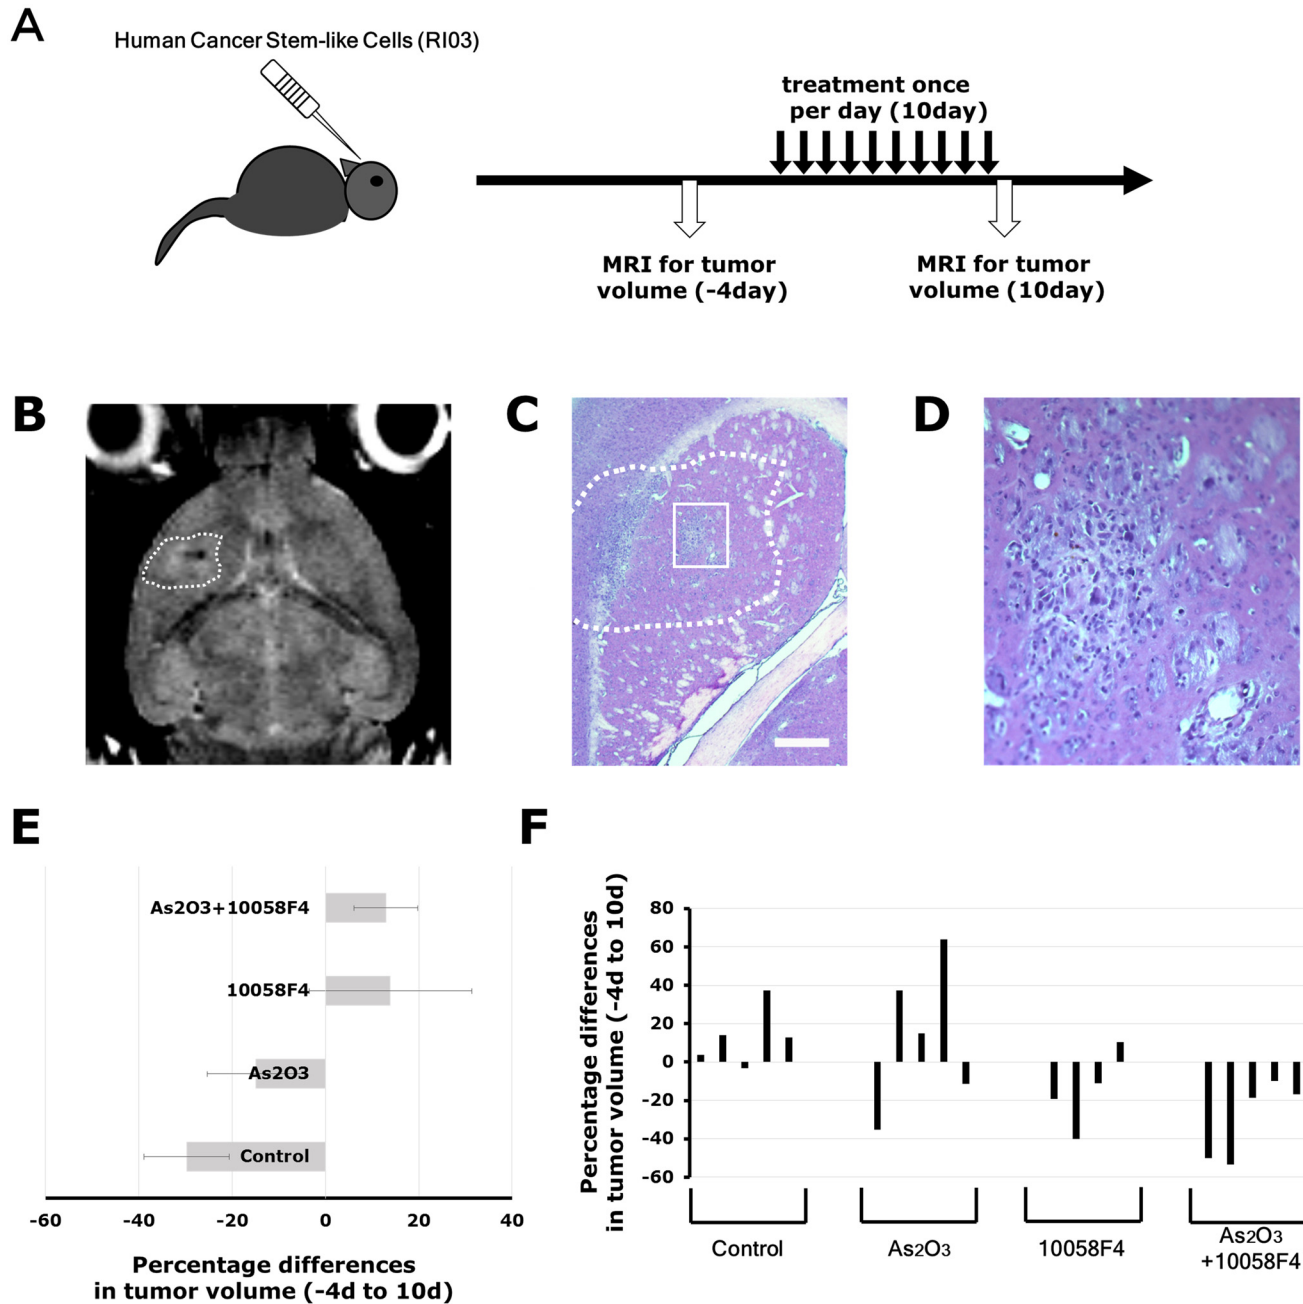 A
Human Cancer Stem-like Cells (RI03)
treatment once
per day (10day)
MRI for tumor
volume (-4day)
MRI for tumor
volume (10day)
B
C
D
E
As2O3+10058F4
10058F4
As2O3
Control
-60 -40 -20 0 20 40
Percentage differences
in tumor volume (-4d to 10d)
F
Percentage differences
in tumor volume (-4d to 10d)
80
60
40
20
0
-20
-40
-60
Control
As2O3
10058F4
As2O3
+10058F4